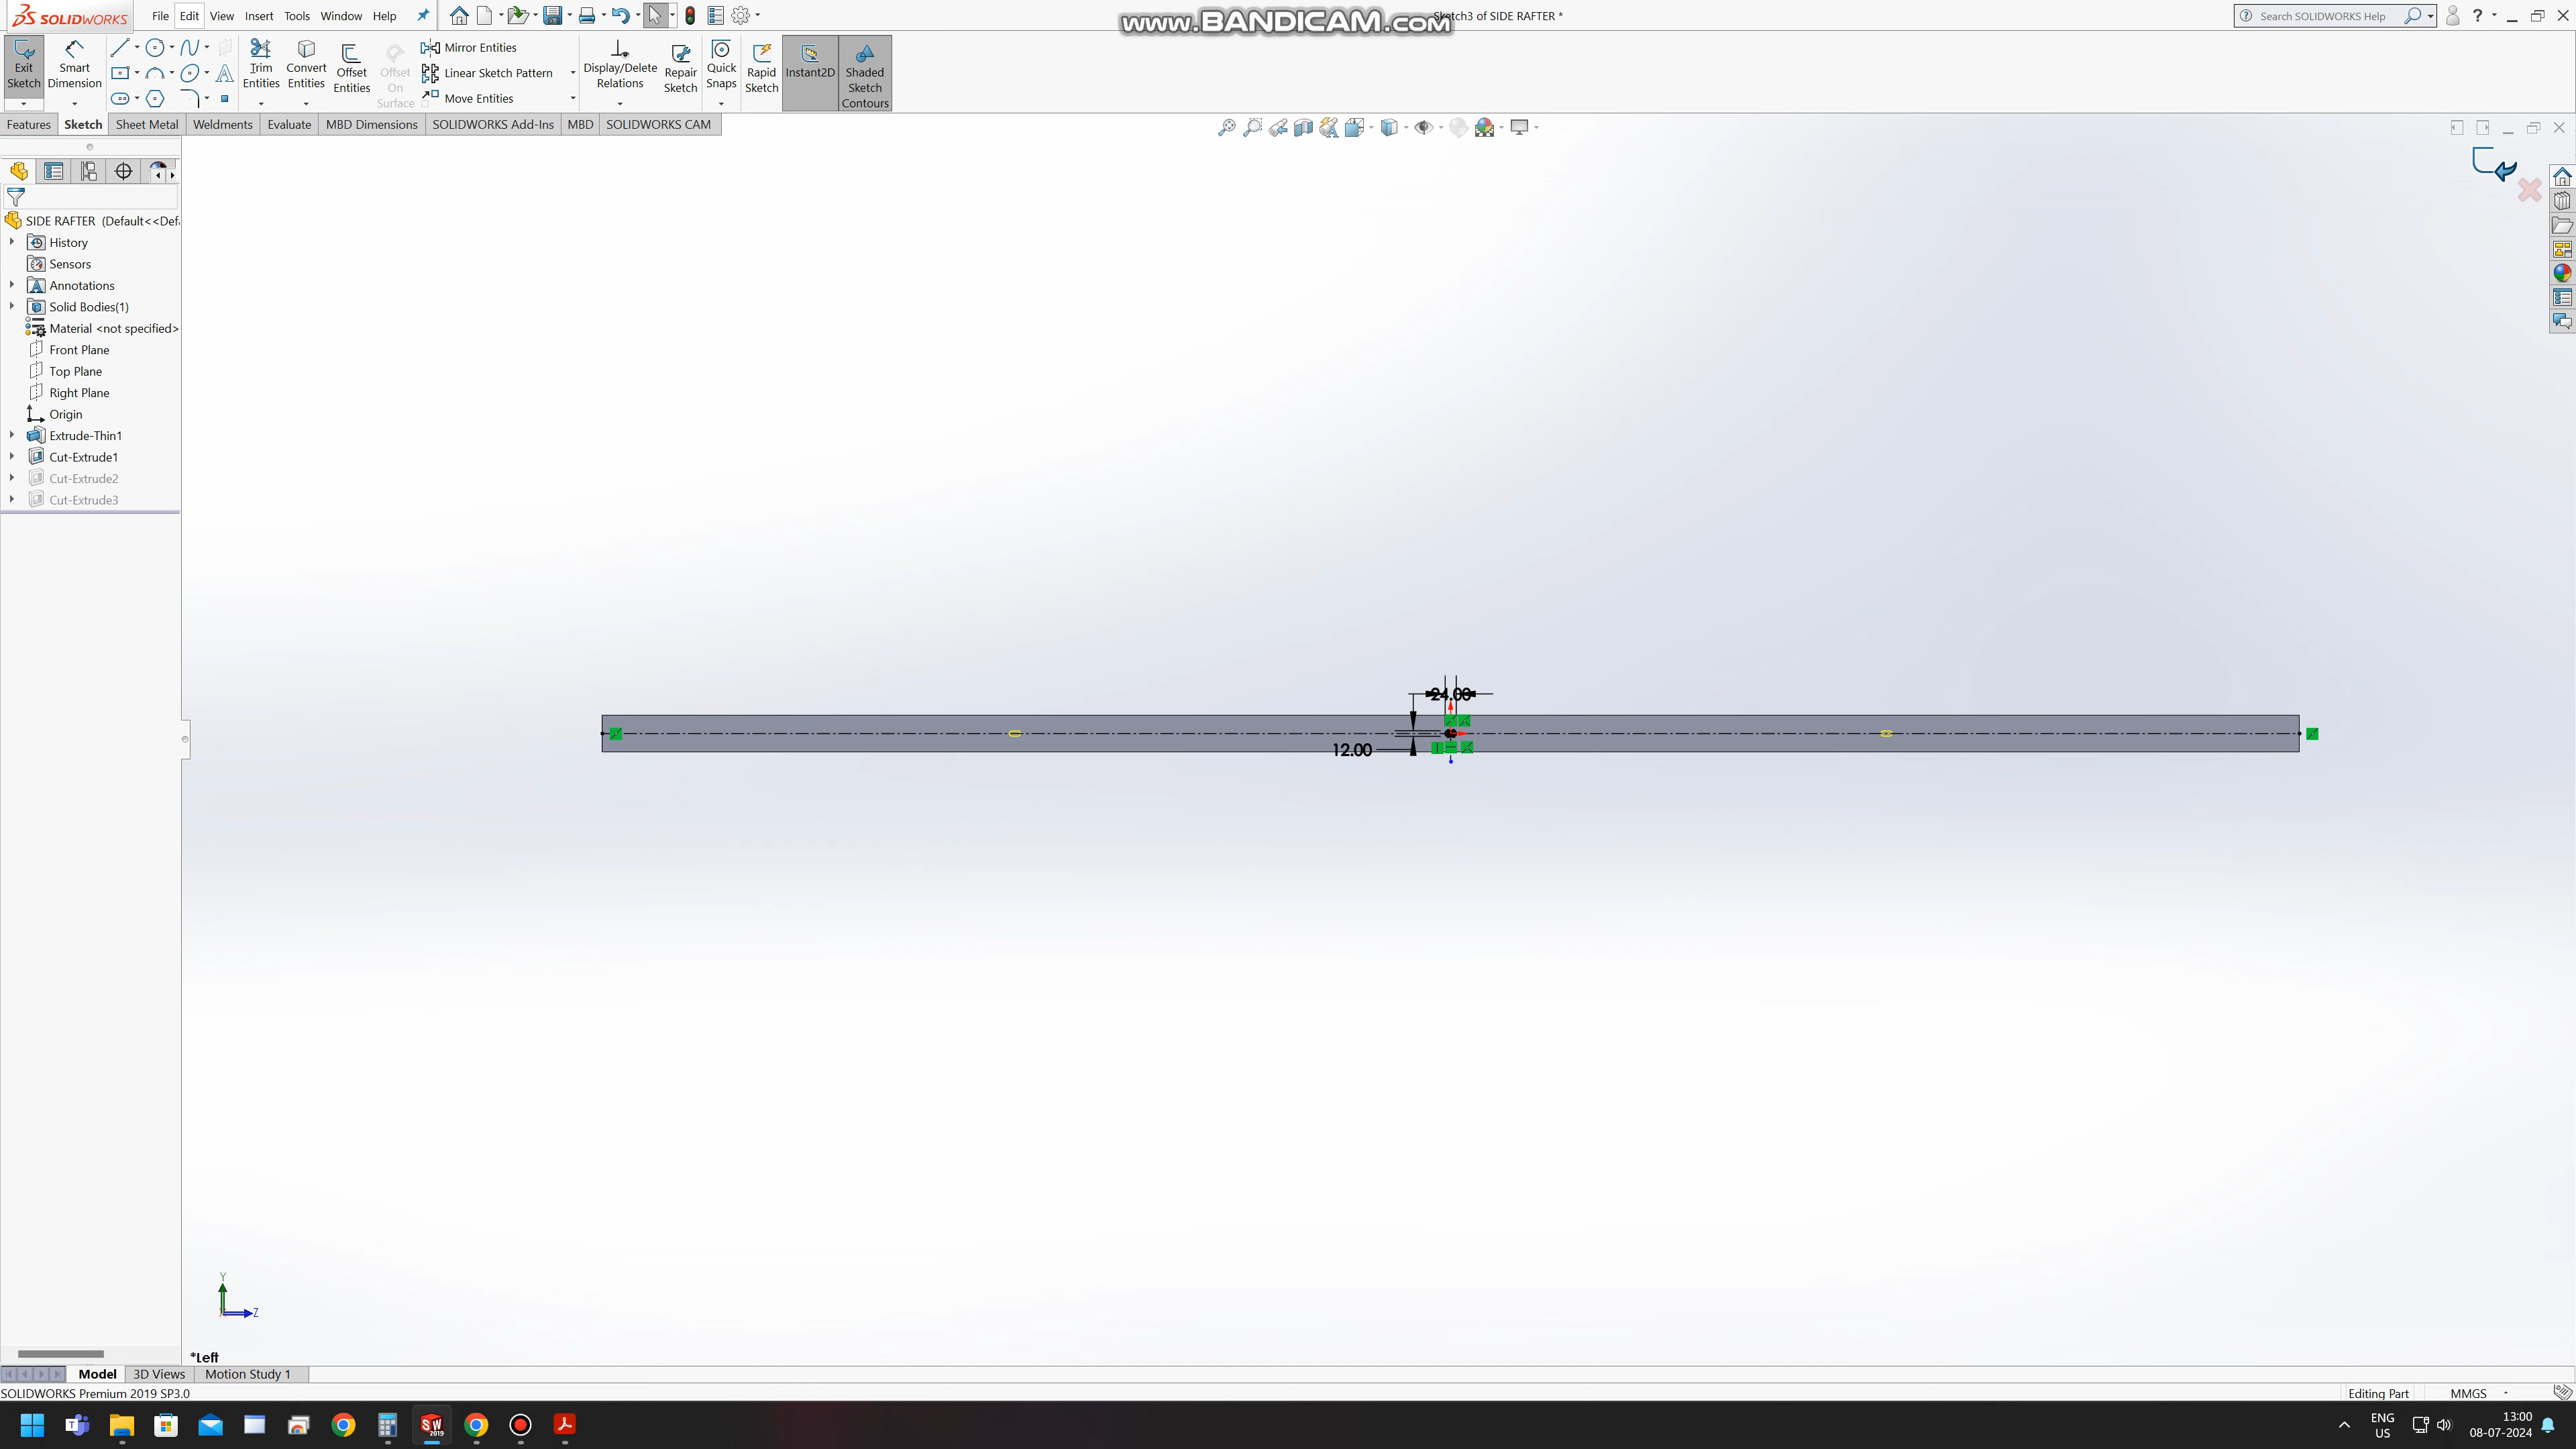 SOLIDWORKS File Edit View Insert Tools Window Help
www.BANDICAM.com
Sketch3 of SIDE RAFTER *
Search SOLIDWORKS Help
Exit Sketch
Smart Dimension
Trim Entities
Convert Entities
Offset Entities
Offset On Surface
Mirror Entities
Linear Sketch Pattern
Move Entities
Display/Delete Relations
Repair Sketch
Quick Snaps
Rapid Sketch
Instant2D
Shaded Sketch Contours
Features Sketch Sheet Metal Weldments Evaluate MBD Dimensions SOLIDWORKS Add-Ins MBD SOLIDWORKS CAM
SIDE RAFTER (Default<<Def
History
Sensors
Annotations
Solid Bodies(1)
Material <not specified>
Front Plane
Top Plane
Right Plane
Origin
Extrude-Thin1
Cut-Extrude1
Cut-Extrude2
Cut-Extrude3
24.00
12.00
Y
Z
*Left
Model 3D Views Motion Study 1
SOLIDWORKS Premium 2019 SP3.0
Editing Part MMGS
ENG
US
13:00
08-07-2024